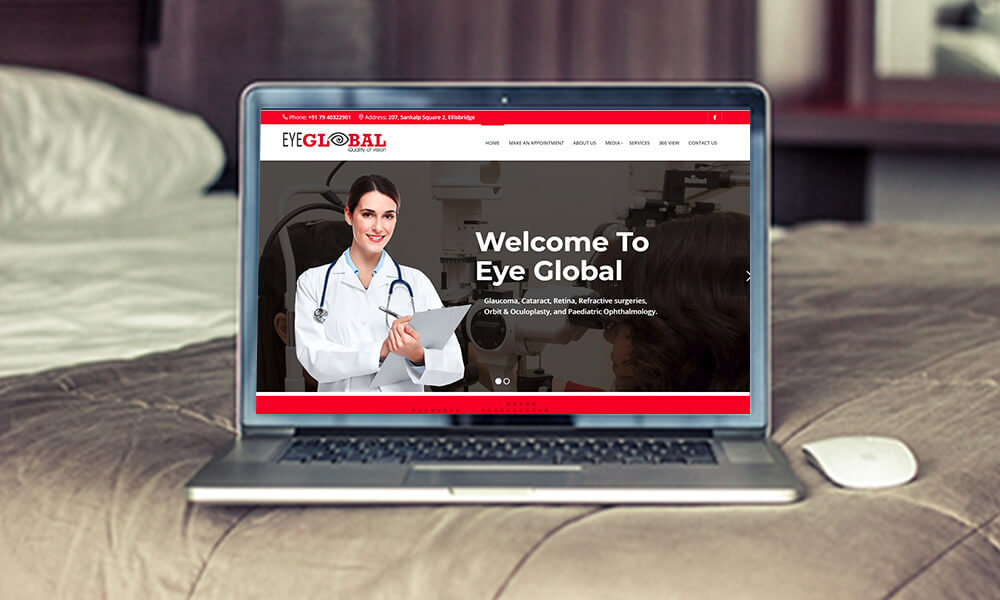 Phone: +91 79 40322901 Address: 207, Sankalp Square 2, Ellisbridge
EYEGLOBAL
Quality of vision
HOME MAKE AN APPOINTMENT ABOUT US MEDIA SERVICES 360 VIEW CONTACT US
Welcome To
Eye Global
Glaucoma, Cataract, Retina, Refractive surgeries,
Orbit & Oculoplasty, and Paediatric Ophthalmology.